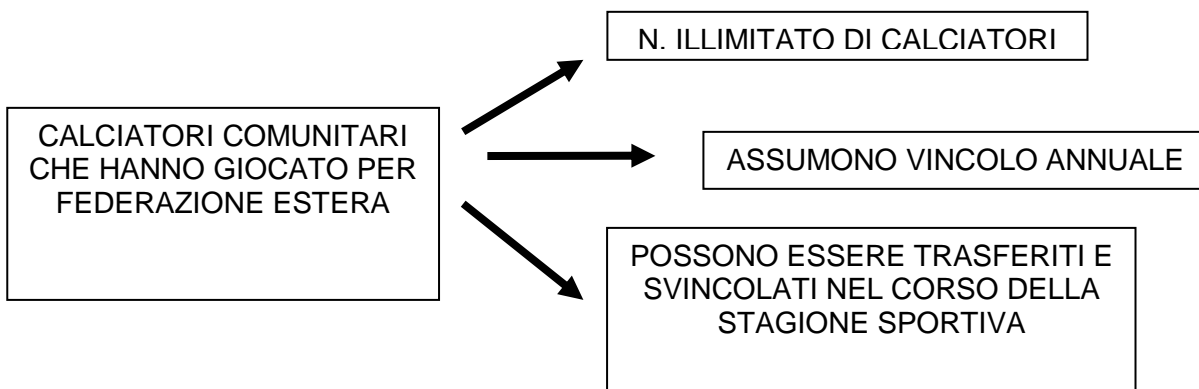 N. ILLIMITATO DI CALCIATORI
CALCIATORI COMUNITARI
CHE HANNO GIOCATO PER
FEDERAZIONE ESTERA
ASSUMONO VINCOLO ANNUALE
POSSONO ESSERE TRASFERITI E
SVINCOLATI NEL CORSO DELLA
STAGIONE SPORTIVA